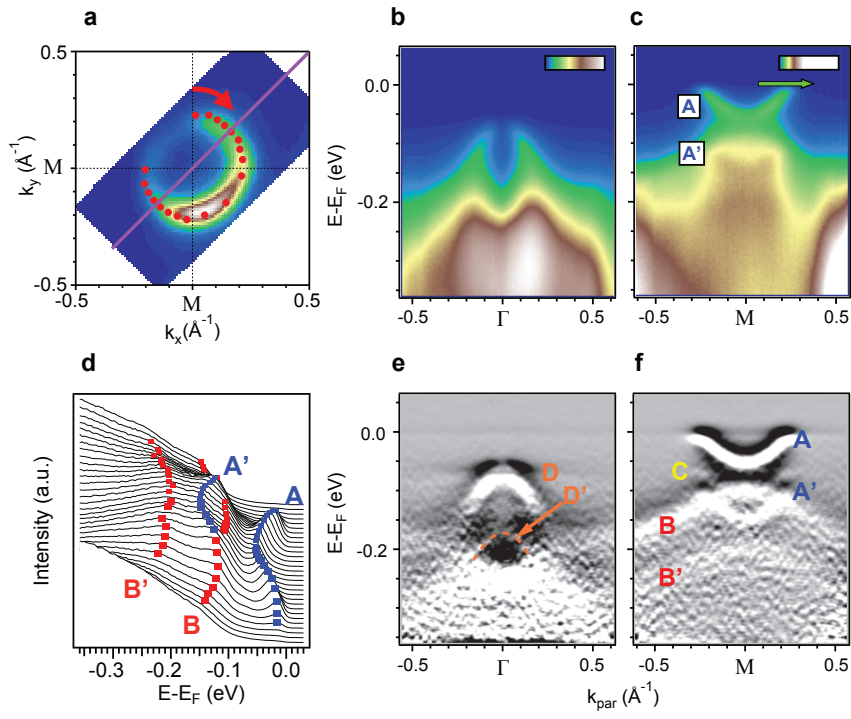 a
0.5
M
-0.5
k_y (Å⁻¹)
-0.5
M
0.5
k_x(Å⁻¹)
b
0.0
-0.2
E-E_F (eV)
-0.5
Γ
0.5
c
A
A'
-0.5
M
0.5
d
Intensity (a.u.)
A'
A
B'
B
-0.3
-0.2
-0.1
0.0
E-E_F (eV)
e
0.0
-0.2
E-E_F (eV)
D
D'
-0.5
Γ
0.5
f
A
C
A'
B
B'
-0.5
M
0.5
k_par (Å⁻¹)